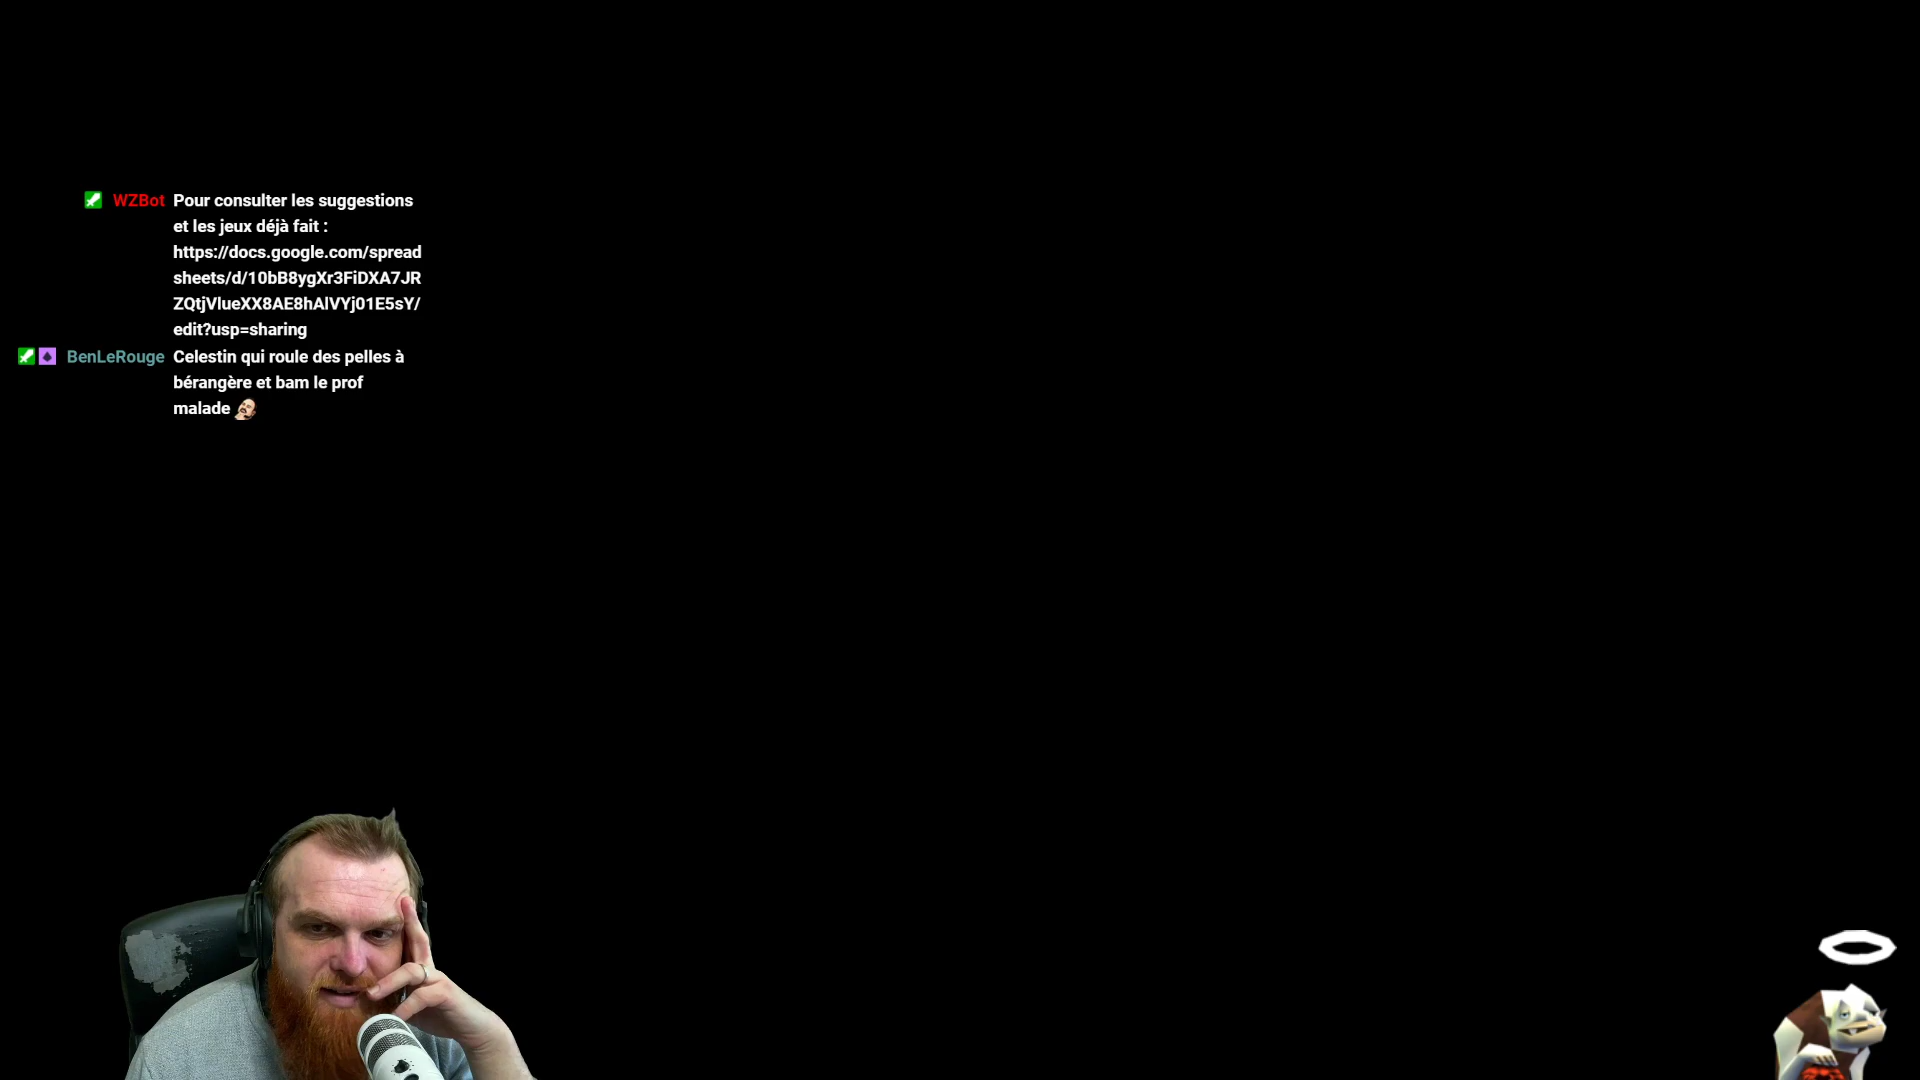 WZBot Pour consulter les suggestions
et les jeux déjà fait :
https://docs.google.com/spread
sheets/d/10bB8ygXr3FiDXA7JR
ZQtjVlueXX8AE8hAlVYj01E5sY/
edit?usp=sharing
BenLeRouge Celestin qui roule des pelles à
bérangère et bam le prof
malade